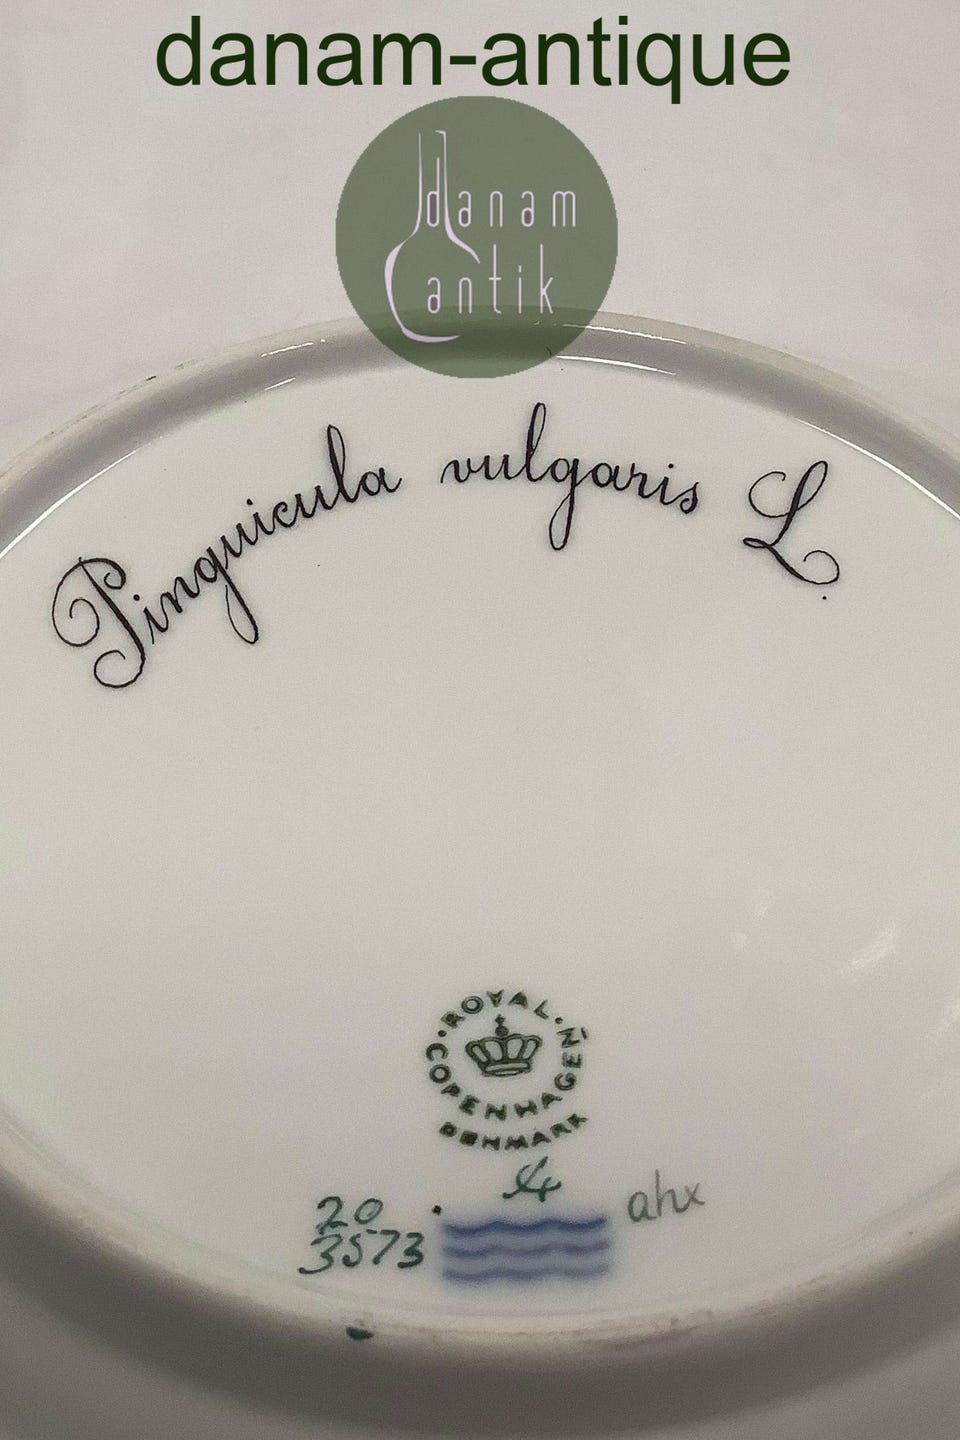 danam-antique
danam
antik
Pinguicula vulgaris L.
ROYAL
COPENHAGEN
DENMARK
20
3573
ahx